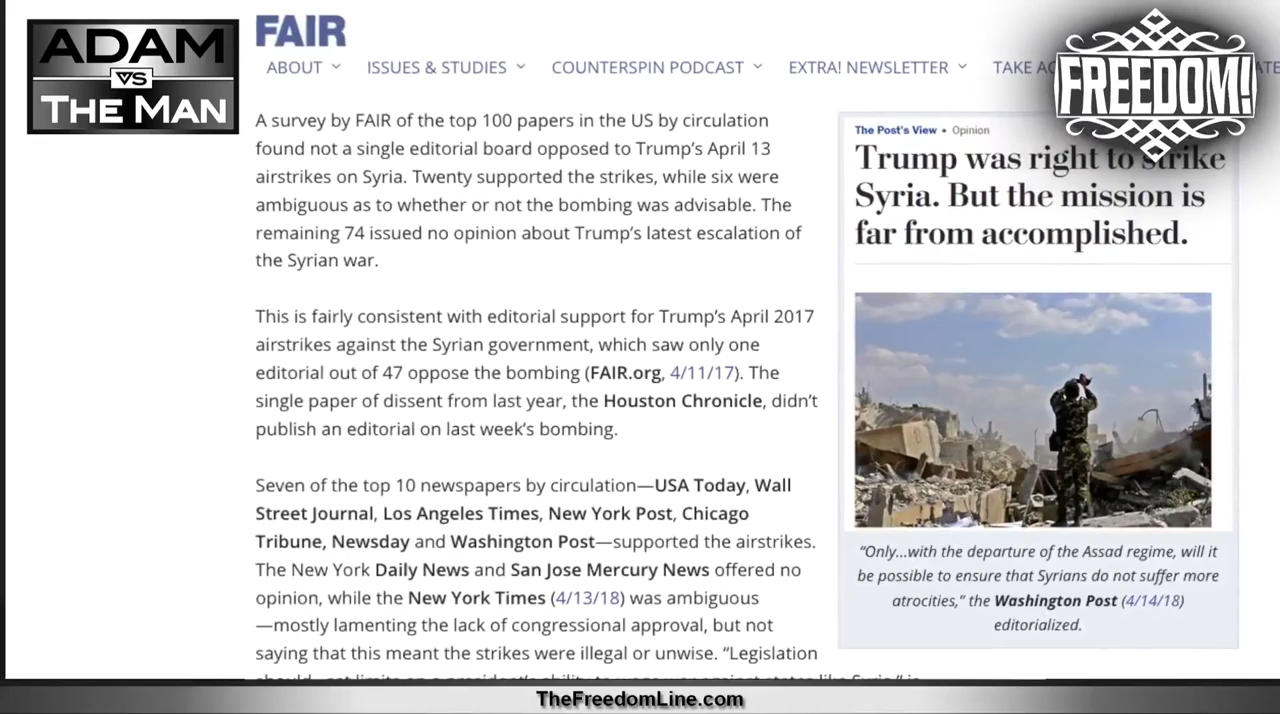 ADAM
VS
THE MAN
FAIR
ABOUT
ISSUES & STUDIES
COUNTERSPIN PODCAST
EXTRA! NEWSLETTER
FREEDOM!
A survey by FAIR of the top 100 papers in the US by circulation
found not a single editorial board opposed to Trump's April 13
airstrikes on Syria. Twenty supported the strikes, while six were
ambiguous as to whether or not the bombing was advisable. The
remaining 74 issued no opinion about Trump's latest escalation of
the Syrian war.
This is fairly consistent with editorial support for Trump's April 2017
airstrikes against the Syrian government, which saw only one
editorial out of 47 oppose the bombing (FAIR.org, 4/11/17). The
single paper of dissent from last year, the Houston Chronicle, didn't
publish an editorial on last week's bombing.
Seven of the top 10 newspapers by circulation—USA Today, Wall
Street Journal, Los Angeles Times, New York Post, Chicago
Tribune, Newsday and Washington Post—supported the airstrikes.
The New York Daily News and San Jose Mercury News offered no
opinion, while the New York Times (4/13/18) was ambiguous
—mostly lamenting the lack of congressional approval, but not
saying that this meant the strikes were illegal or unwise. “Legislation
The Post's View • Opinion
Trump was right to strike
Syria. But the mission is
far from accomplished.
“Only...with the departure of the Assad regime, will it
be possible to ensure that Syrians do not suffer more
atrocities,” the Washington Post (4/14/18)
editorialized.
TheFreedomLine.com